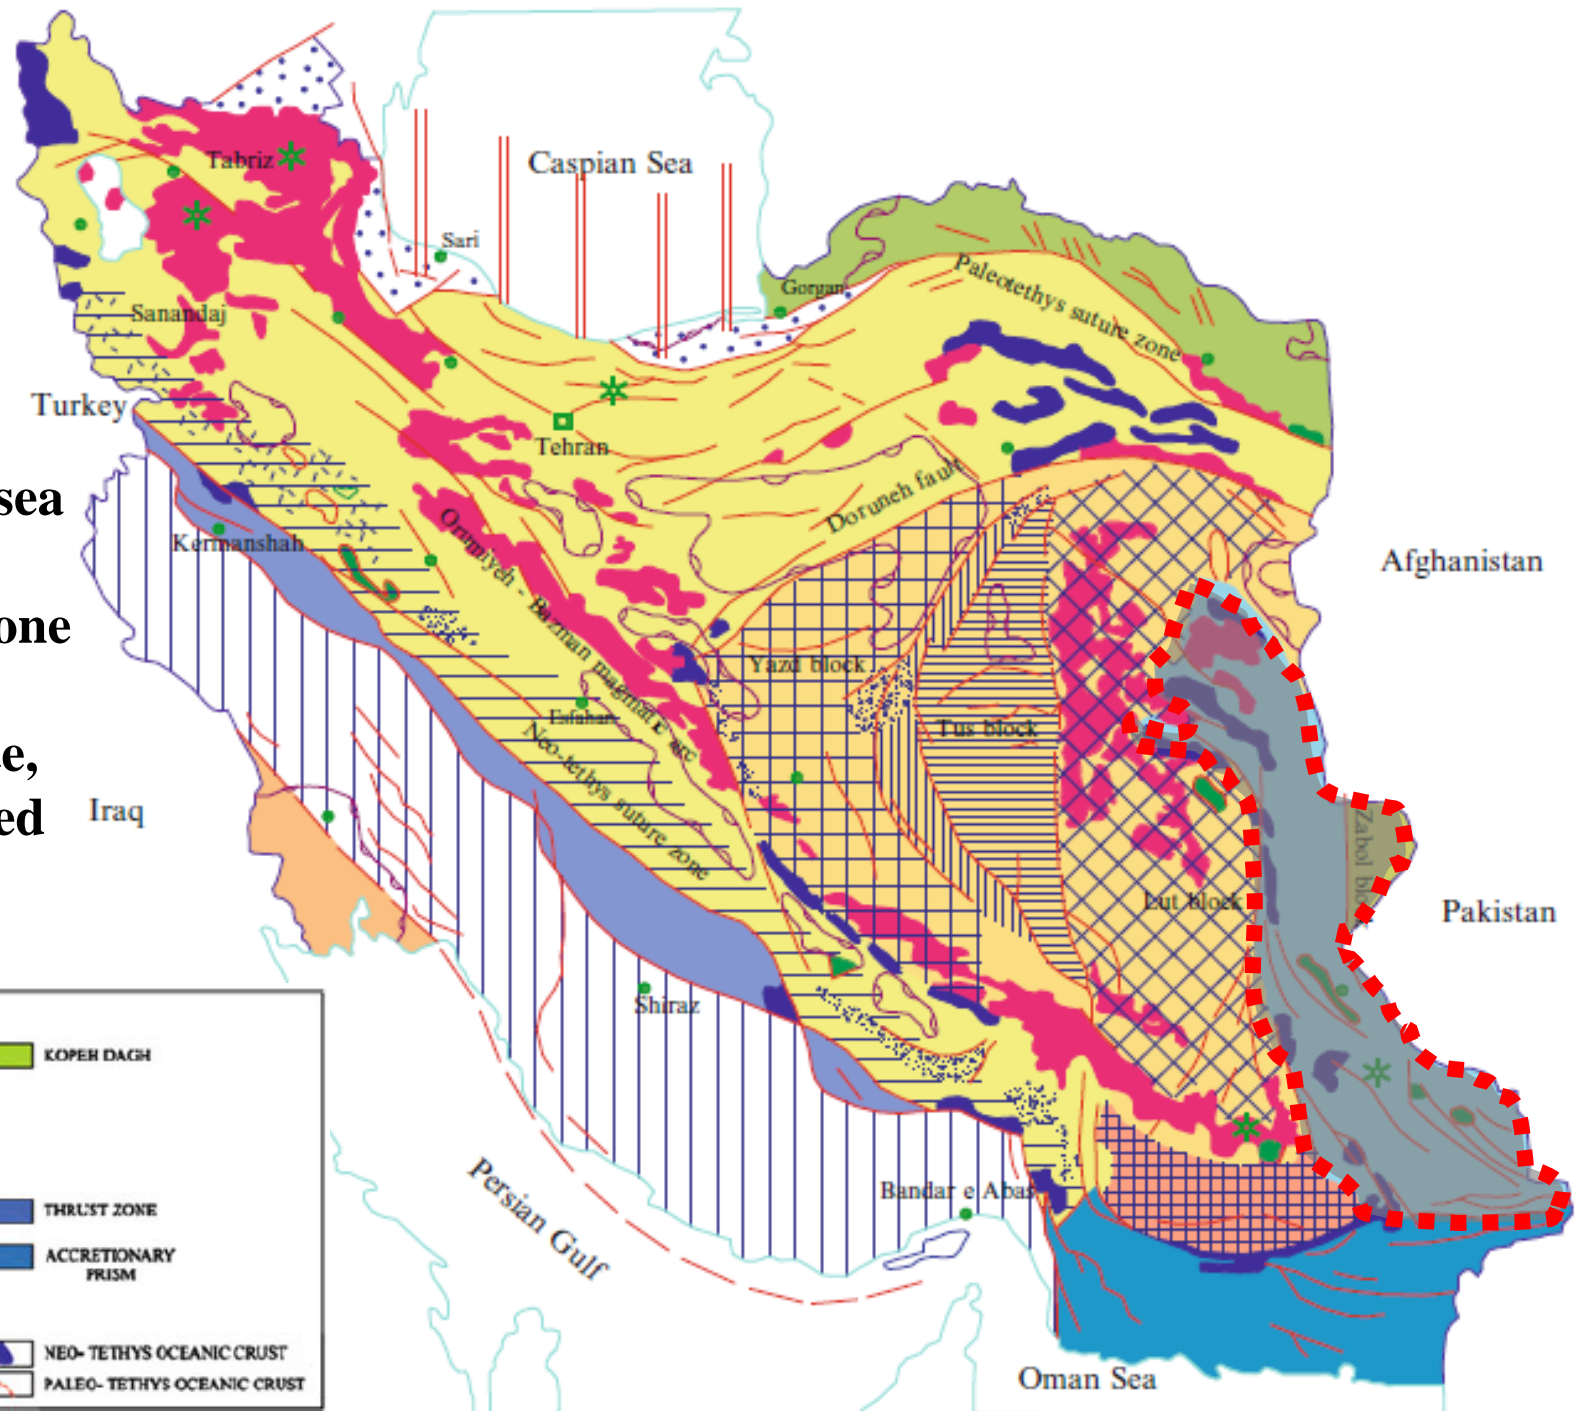 Caspian Sea
Tabriz
Sari
Gorgan
Paleotethys suture zone
Sanandaj
Turkey
Tehran
Doruneh fault
sea
Kermanshah
Orumiyeh - Bazman magmatic arc
Afghanistan
one
Yazd block
Esfahan
Tus block
Neo-tethys suture zone
e,
ed
Iraq
Zabol blo
Lut block
Pakistan
Shiraz
KOPEH DAGH
Persian Gulf
Bandar e Abas
THRUST ZONE
ACCRETIONARY
PRISM
NEO- TETHYS OCEANIC CRUST
PALEO- TETHYS OCEANIC CRUST
Oman Sea